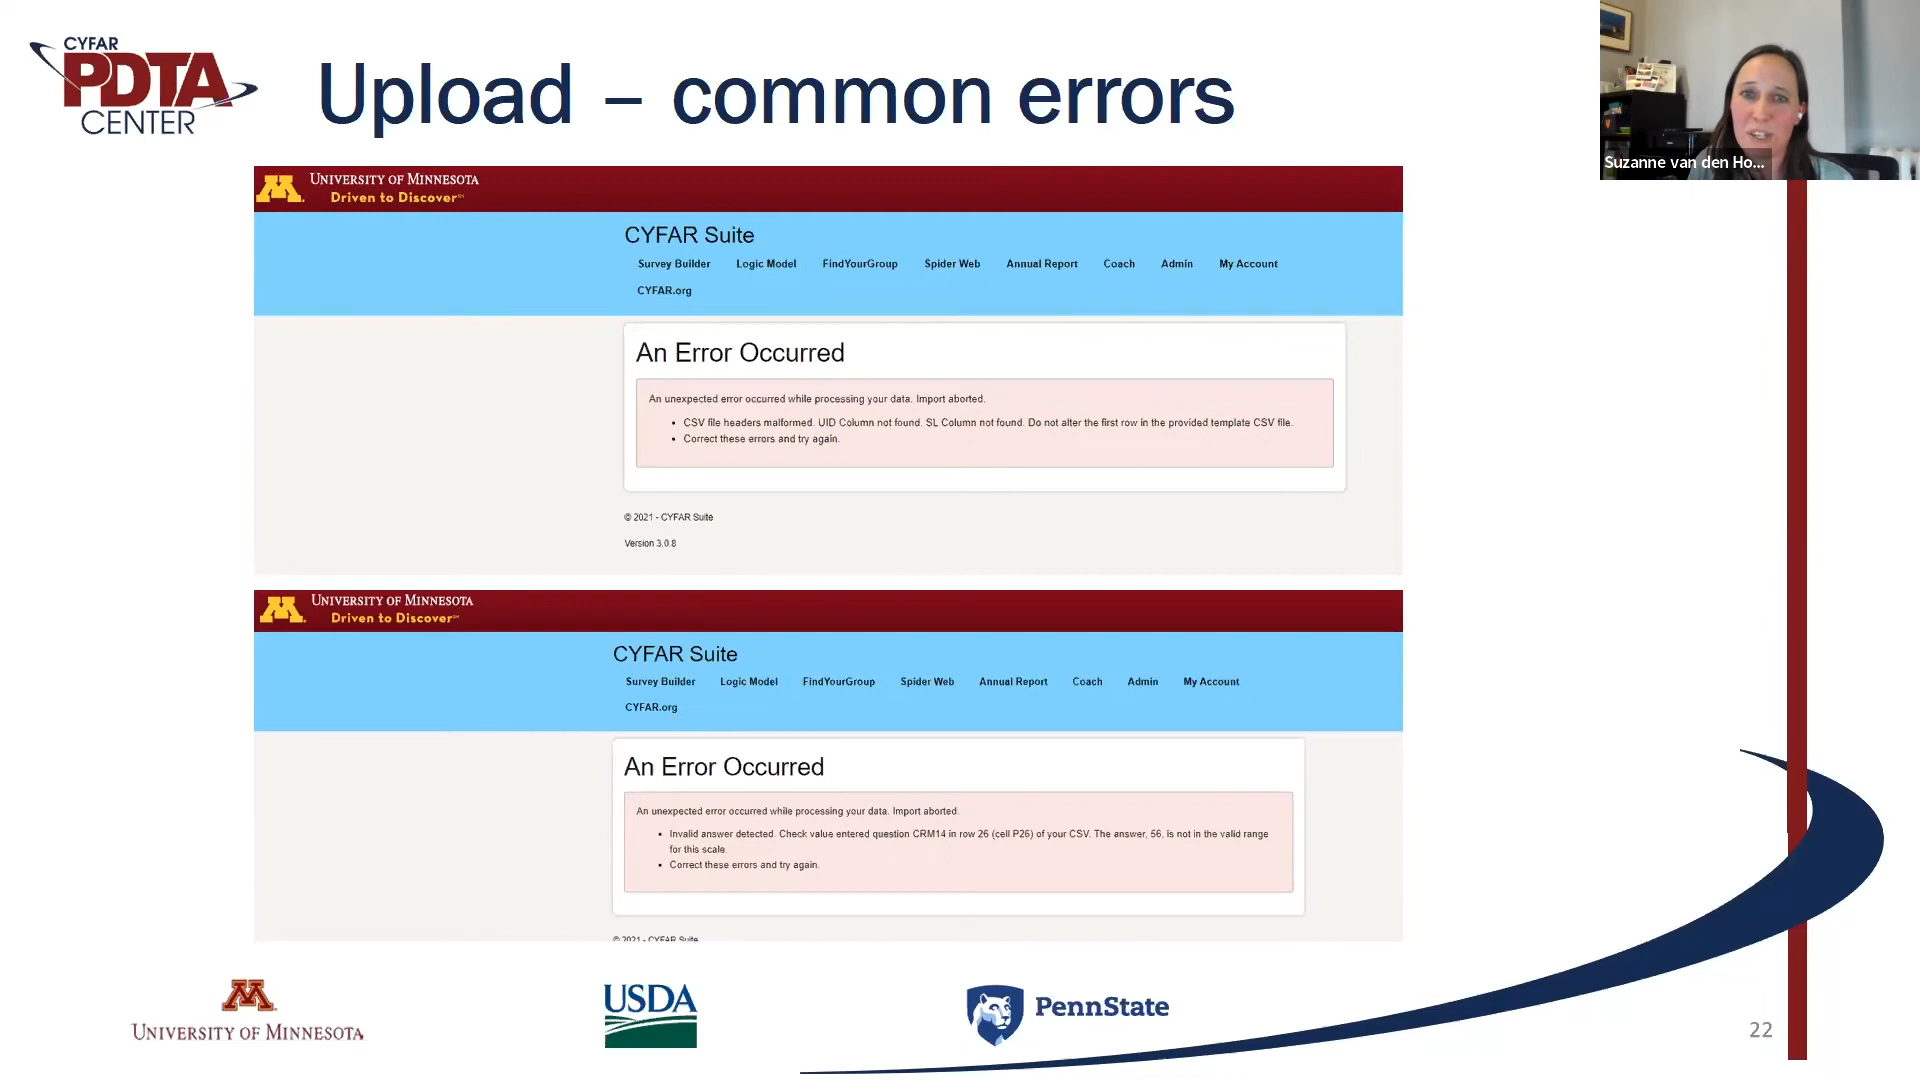 CYFAR
PDTA
CENTER
Upload – common errors
Suzanne van den Ho...
UNIVERSITY OF MINNESOTA
Driven to Discover℠
CYFAR Suite
Survey Builder Logic Model FindYourGroup Spider Web Annual Report Coach Admin My Account
CYFAR.org
An Error Occurred
An unexpected error occurred while processing your data. Import aborted.
• CSV file headers malformed. UID Column not found. SL Column not found. Do not alter the first row in the provided template CSV file.
• Correct these errors and try again.
© 2021 - CYFAR Suite
Version 3.0.8
UNIVERSITY OF MINNESOTA
Driven to Discover℠
CYFAR Suite
Survey Builder Logic Model FindYourGroup Spider Web Annual Report Coach Admin My Account
CYFAR.org
An Error Occurred
An unexpected error occurred while processing your data. Import aborted.
• Invalid answer detected. Check value entered question CRM14 in row 26 (cell P26) of your CSV. The answer, 56, is not in the valid range
for this scale.
• Correct these errors and try again.
© 2021 - CYFAR Suite
UNIVERSITY OF MINNESOTA
USDA
PennState
22